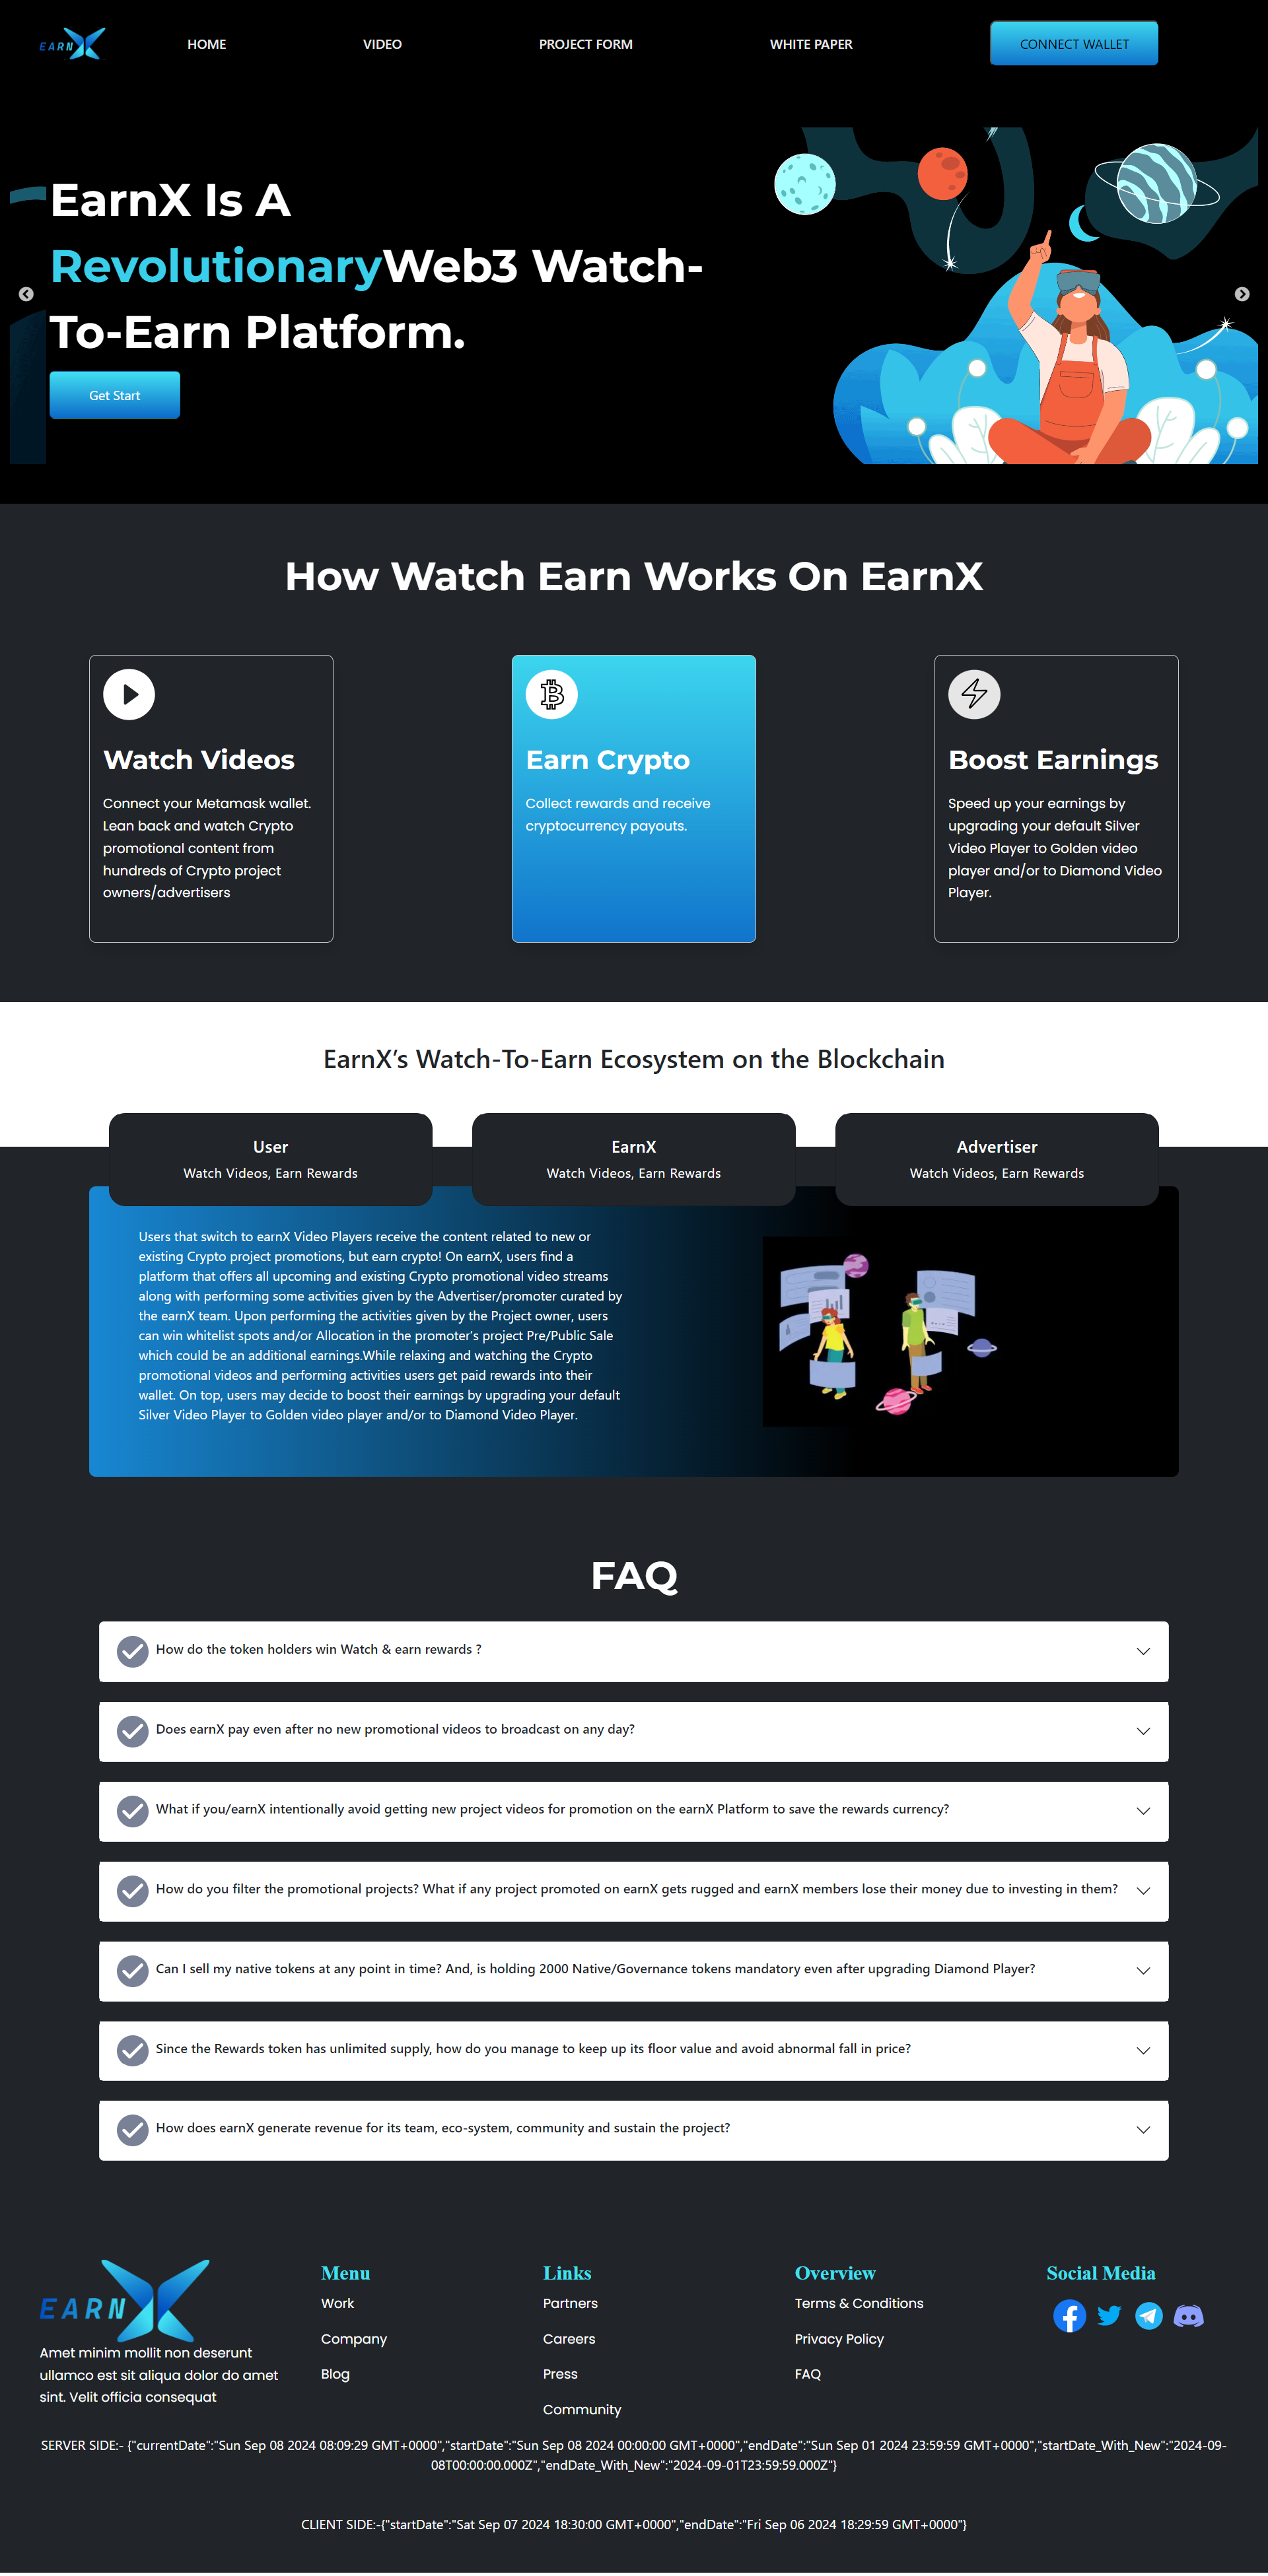 EARN
HOME
VIDEO
PROJECT FORM
WHITE PAPER
CONNECT WALLET
EarnX Is A
RevolutionaryWeb3 Watch-
To-Earn Platform.
Get Start
How Watch Earn Works On EarnX
Watch Videos
Connect your Metamask wallet.
Lean back and watch Crypto
promotional content from
hundreds of Crypto project
owners/advertisers
Earn Crypto
Collect rewards and receive
cryptocurrency payouts.
Boost Earnings
Speed up your earnings by
upgrading your default Silver
Video Player to Golden video
player and/or to Diamond Video
Player.
EarnX’s Watch-To-Earn Ecosystem on the Blockchain
User
Watch Videos, Earn Rewards
EarnX
Watch Videos, Earn Rewards
Advertiser
Watch Videos, Earn Rewards
Users that switch to earnX Video Players receive the content related to new or
existing Crypto project promotions, but earn crypto! On earnX, users find a
platform that offers all upcoming and existing Crypto promotional video streams
along with performing some activities given by the Advertiser/promoter curated by
the earnX team. Upon performing the activities given by the Project owner, users
can win whitelist spots and/or Allocation in the promoter’s project Pre/Public Sale
which could be an additional earnings.While relaxing and watching the Crypto
promotional videos and performing activities users get paid rewards into their
wallet. On top, users may decide to boost their earnings by upgrading your default
Silver Video Player to Golden video player and/or to Diamond Video Player.
FAQ
How do the token holders win Watch & earn rewards ?
Does earnX pay even after no new promotional videos to broadcast on any day?
What if you/earnX intentionally avoid getting new project videos for promotion on the earnX Platform to save the rewards currency?
How do you filter the promotional projects? What if any project promoted on earnX gets rugged and earnX members lose their money due to investing in them?
Can I sell my native tokens at any point in time? And, is holding 2000 Native/Governance tokens mandatory even after upgrading Diamond Player?
Since the Rewards token has unlimited supply, how do you manage to keep up its floor value and avoid abnormal fall in price?
How does earnX generate revenue for its team, eco-system, community and sustain the project?
EARN
Amet minim mollit non deserunt
ullamco est sit aliqua dolor do amet
sint. Velit officia consequat
Menu
Work
Company
Blog
Links
Partners
Careers
Press
Community
Overview
Terms & Conditions
Privacy Policy
FAQ
Social Media
SERVER SIDE:- {"currentDate":"Sun Sep 08 2024 08:09:29 GMT+0000","startDate":"Sun Sep 08 2024 00:00:00 GMT+0000","endDate":"Sun Sep 01 2024 23:59:59 GMT+0000","startDate_With_New":"2024-09-
08T00:00:00.000Z","endDate_With_New":"2024-09-01T23:59:59.000Z"}
CLIENT SIDE:-{"startDate":"Sat Sep 07 2024 18:30:00 GMT+0000","endDate":"Fri Sep 06 2024 18:29:59 GMT+0000"}